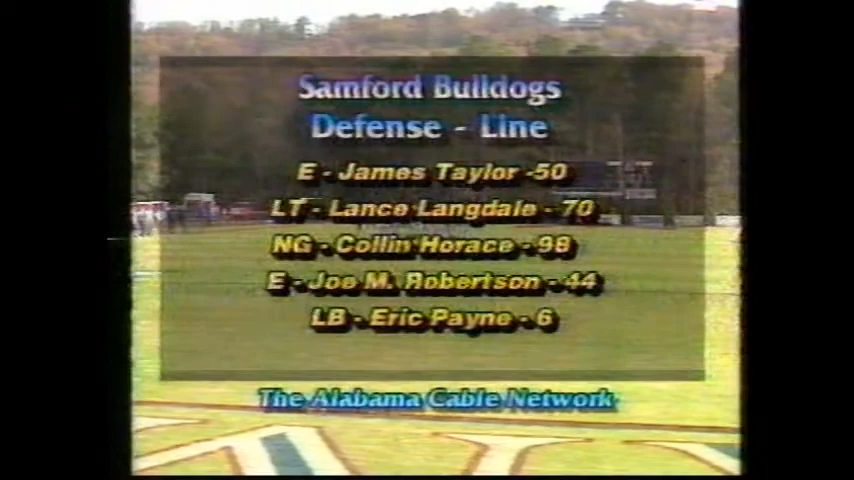 Samford Bulldogs
Defense - Line
E - James Taylor -50
LT - Lance Langdale - 70
NG - Collin Horace - 98
E - Joe M. Robertson - 44
LB - Eric Payne - 6
The Alabama Cable Network